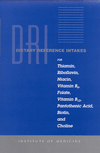 DRI
DIETARY REFERENCE INTAKES
FOR
Thiamin,
Riboflavin,
Niacin,
Vitamin B6,
Folate,
Vitamin B12,
Pantothenic Acid,
Biotin,
and
Choline
INSTITUTE OF MEDICINE